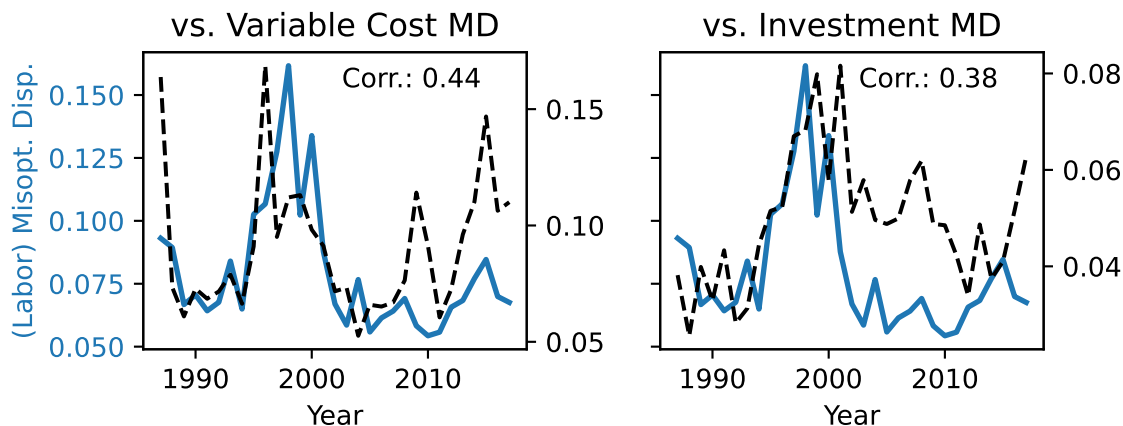 vs. Variable Cost MD
(Labor) Misopt. Disp.
0.150
0.125
0.100
0.075
0.050
Corr.: 0.44
0.15
0.10
0.05
1990 2000 2010
Year
vs. Investment MD
Corr.: 0.38
0.08
0.06
0.04
1990 2000 2010
Year